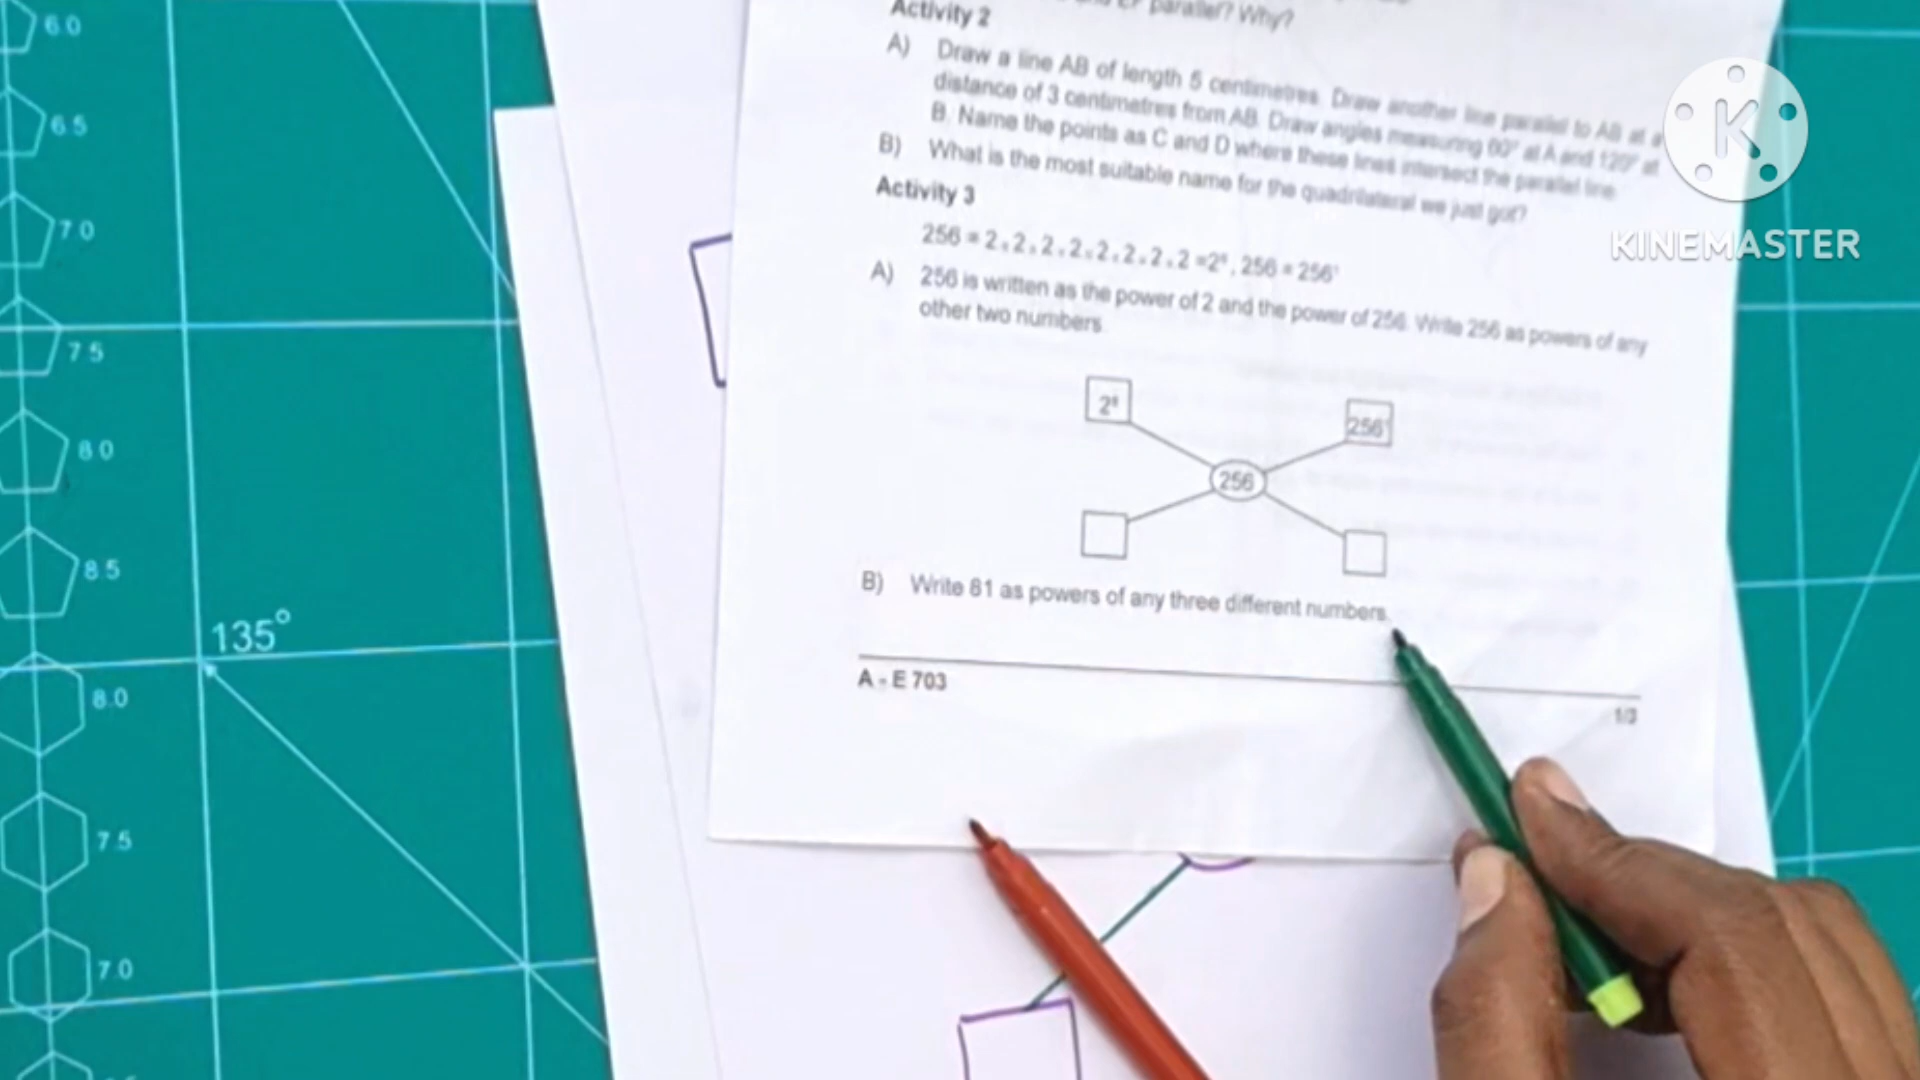 parallel? Why?
Activity 2
A) Draw a line AB of length 5 centimetres. Draw another line parallel to AB at a
distance of 3 centimetres from AB. Draw angles measuring 60° at A and 120° at
B. Name the points as C and D where these lines intersect the parallel line.
B) What is the most suitable name for the quadrilateral we just got?
Activity 3
256 = 2 × 2 × 2 × 2 × 2 × 2 × 2 × 2 = 2⁸, 256 = 256¹
A) 256 is written as the power of 2 and the power of 256. Write 256 as powers of any
other two numbers.
2⁸
256¹
256
B) Write 81 as powers of any three different numbers.
A - E 703
1/3
KINEMASTER
K
6.0
6.5
7.0
7.5
8.0
8.5
135°
8.0
7.5
7.0